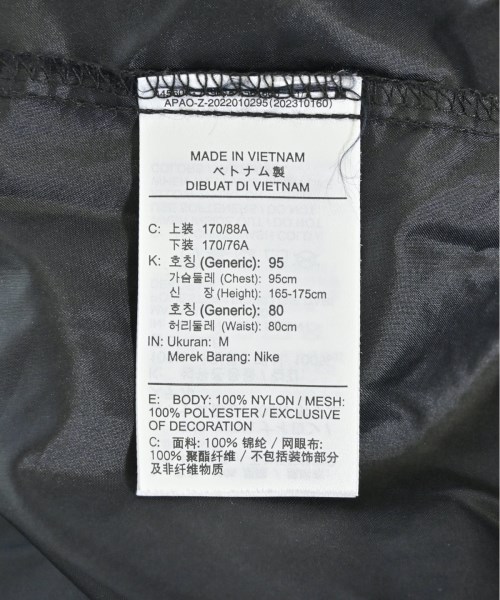 APAO-Z-2022010295(202310160)
MADE IN VIETNAM
ベトナム製
DIBUAT DI VIETNAM
C: 上装 170/88A
下装 170/76A
K: 호칭 (Generic): 95
가슴둘레 (Chest): 95cm
신 장 (Height): 165-175cm
호칭 (Generic): 80
허리둘레 (Waist): 80cm
IN: Ukuran: M
Merek Barang: Nike
E: BODY: 100% NYLON / MESH:
100% POLYESTER / EXCLUSIVE
OF DECORATION
C: 面料: 100% 锦纶 / 网眼布:
100% 聚酯纤维 / 不包括装饰部分
及非纤维物质